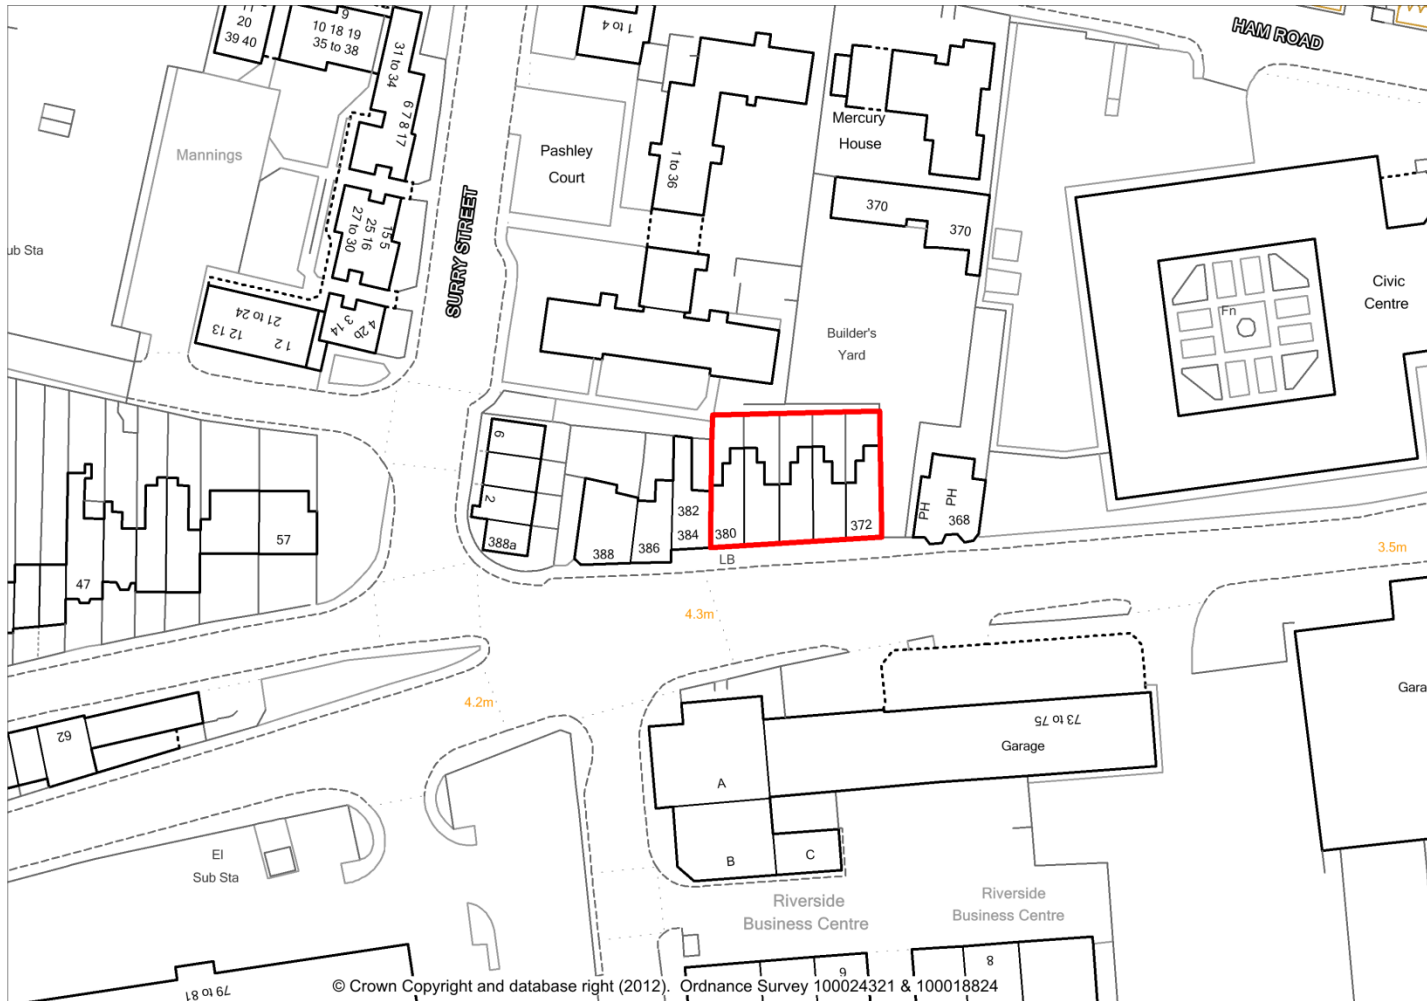 20
39 40
9
10 18 19
35 to 38
31 to 34
6 7 8 17
1 to 4
HAM ROAD
Mannings
Pashley
Court
1 to 36
Mercury
House
370
370
SURRY STREET
15 5
25 16
27 to 30
ub Sta
21 to 24
12 13
1 2
4 2b
3 14
Builder's
Yard
Fn
Civic
Centre
6
2
388a
388
386
382
384
380
372
LB
PH
PH
368
57
47
3.5m
4.3m
4.2m
62
73 to 75
Garage
Gara
A
B
C
El
Sub Sta
Riverside
Business Centre
Riverside
Business Centre
79 to 81
9
8
© Crown Copyright and database right (2012). Ordnance Survey 100024321 & 100018824